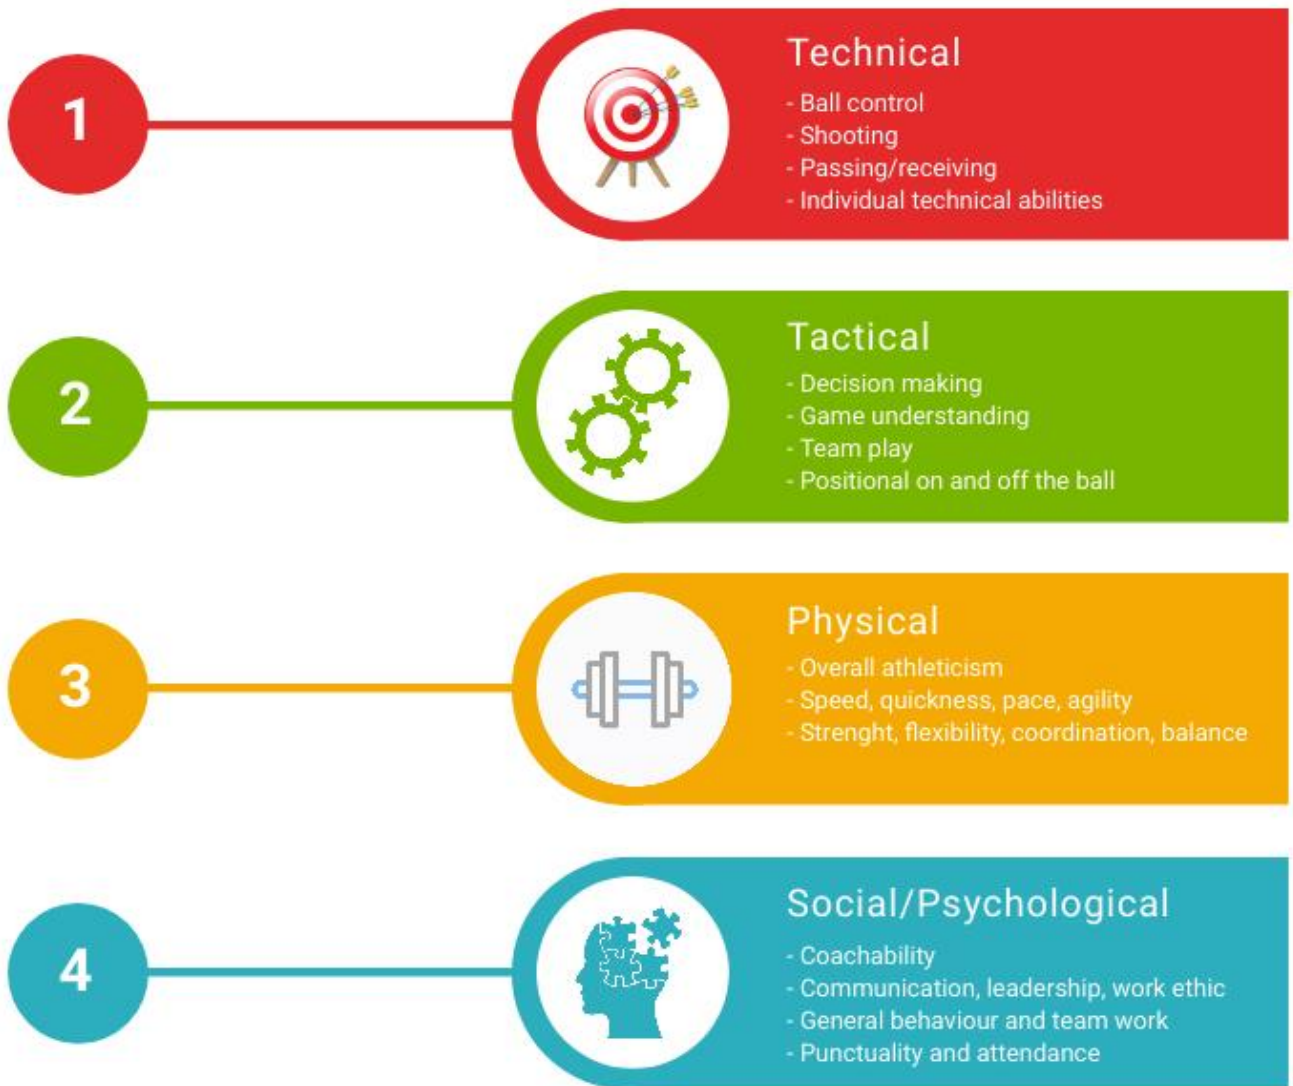 1
Technical
- Ball control
- Shooting
- Passing/receiving
- Individual technical abilities
2
Tactical
- Decision making
- Game understanding
- Team play
- Positional on and off the ball
3
Physical
- Overall athleticism
- Speed, quickness, pace, agility
- Strenght, flexibility, coordination, balance
4
Social/Psychological
- Coachability
- Communication, leadership, work ethic
- General behaviour and team work
- Punctuality and attendance